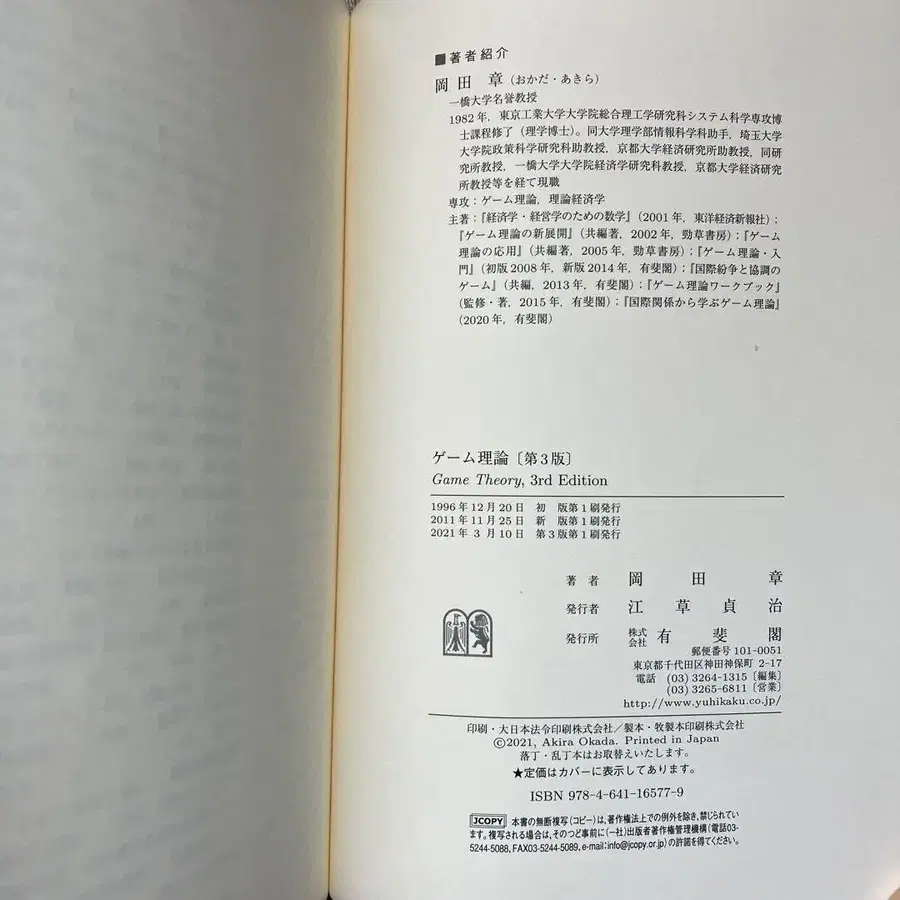 ■著者紹介
岡田 章(おかだ・あきら)
一橋大学名誉教授
1982年，東京工業大学大学院総合理工学研究科システム科学専攻博
士課程修了(理学博士)。同大学理学部情報科学科助手，埼玉大学
大学院政策科学研究科助教授，京都大学経済研究所助教授，同研
究所教授，一橋大学大学院経済学研究科教授，京都大学経済研究
所教授等を経て現職
専攻：ゲーム理論，理論経済学
主著：『経済学・経営学のための数学』(2001年，東洋経済新報社)；
『ゲーム理論の新展開』(共編著，2002年，勁草書房)；『ゲーム
理論の応用』(共編著，2005年，勁草書房)；『ゲーム理論・入
門』(初版2008年，新版2014年，有斐閣)；『国際紛争と協調の
ゲーム』(共編，2013年，有斐閣)；『ゲーム理論ワークブック』
(監修・著，2015年，有斐閣)；『国際関係から学ぶゲーム理論』
(2020年，有斐閣)
ゲーム理論〔第3版〕
Game Theory, 3rd Edition
1996年12月20日 初 版第1刷発行
2011年11月25日 新 版第1刷発行
2021年 3月10日 第3版第1刷発行
著者 岡田章
発行者 江草貞治
発行所 株式会社 有斐閣
郵便番号 101-0051
東京都千代田区神田神保町 2-17
電話 (03) 3264-1315〔編集〕
(03) 3265-6811〔営業〕
http://www.yuhikaku.co.jp/
印刷・大日本法令印刷株式会社／製本・牧製本印刷株式会社
©2021, Akira Okada. Printed in Japan
落丁・乱丁本はお取替えいたします。
★定価はカバーに表示してあります。
ISBN 978-4-641-16577-9
JCOPY 本書の無断複写(コピー)は、著作権法上での例外を除き、禁じられてい
ます。複写される場合は、そのつど事前に(一社)出版者著作権管理機構(電話03-
5244-5088, FAX03-5244-5089, e-mail:info@jcopy.or.jp)の許諾を得てください。